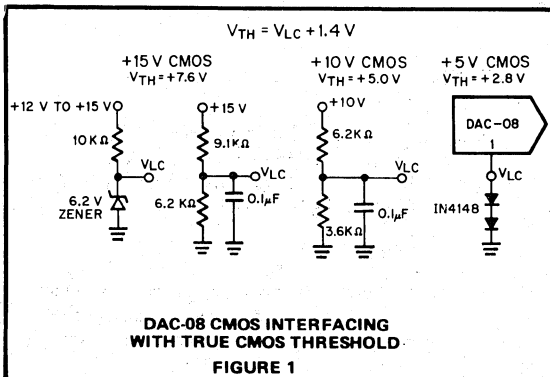 VTH = VLC + 1.4 V
+15 V CMOS
VTH = +7.6 V
+10 V CMOS
VTH = +5.0 V
+5 V CMOS
VTH = +2.8 V
+12 V TO +15 V
10KΩ
VLC
6.2 V
ZENER
+15 V
9.1KΩ
VLC
6.2 KΩ
0.1μF
+10V
6.2KΩ
VLC
3.6KΩ
0.1μF
DAC-08
1
VLC
IN4148
DAC-08 CMOS INTERFACING
WITH TRUE CMOS THRESHOLD
FIGURE 1